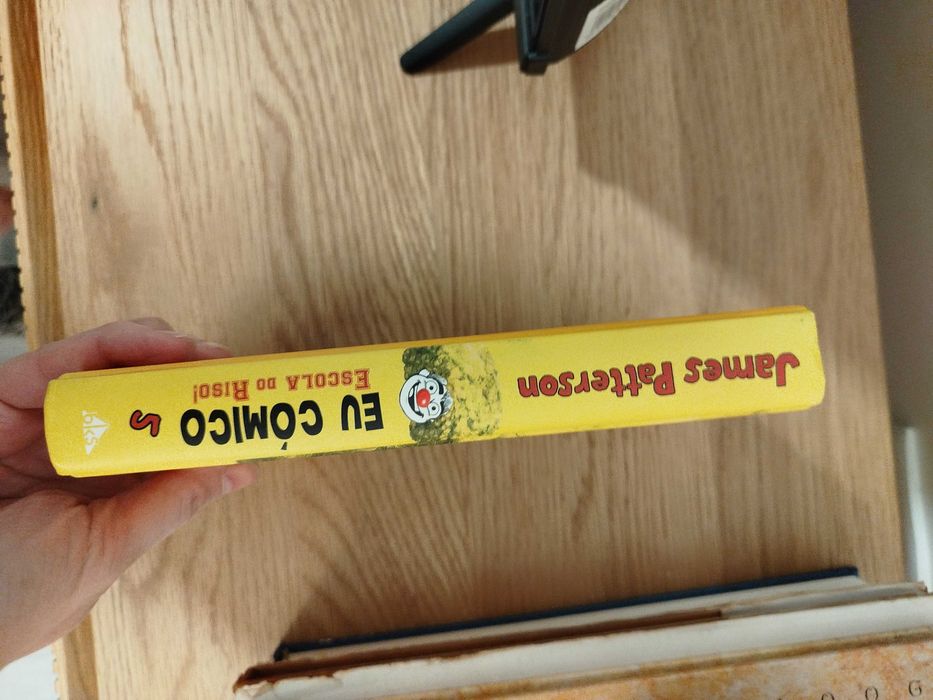 James Patterson
EU CÓMICO
ESCOLA DO RISO!
5